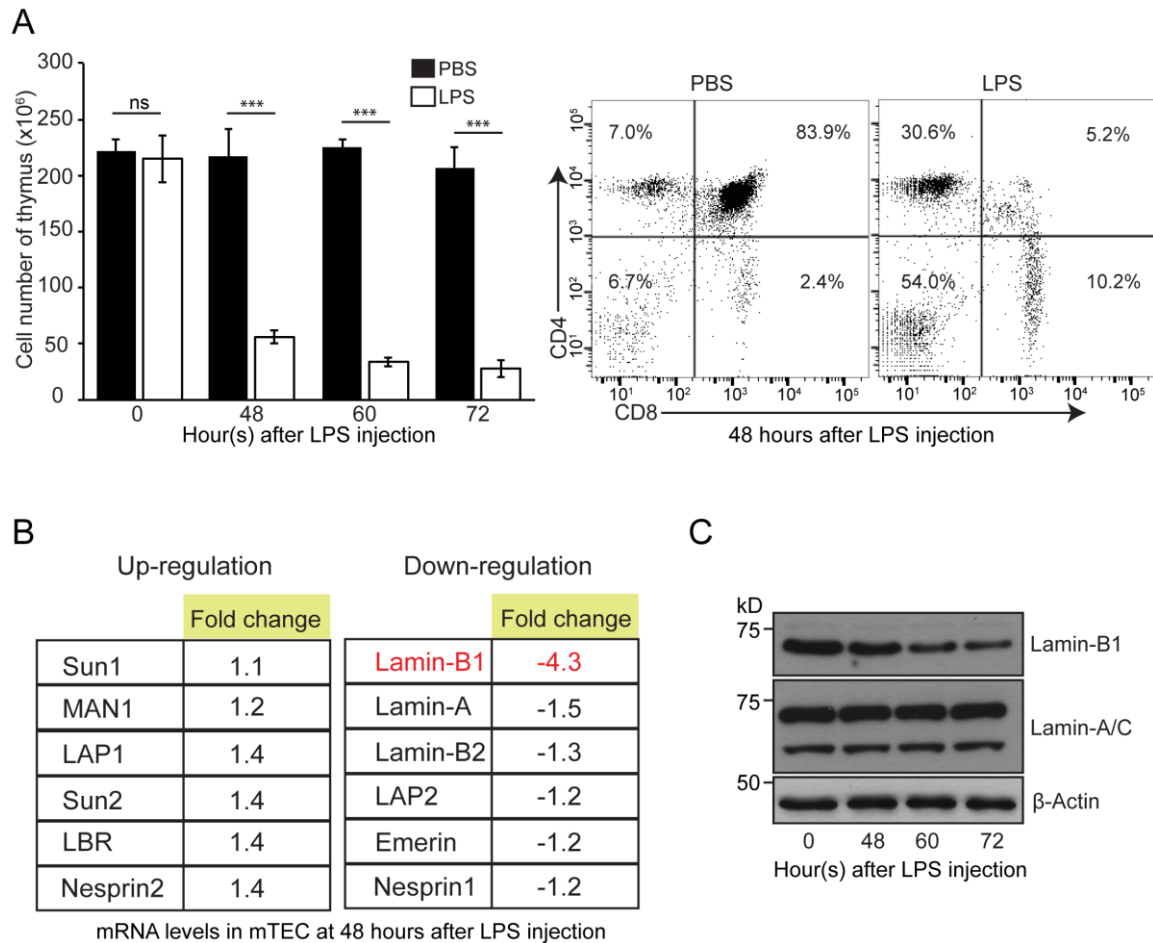 A
300
250
200
150
100
50
0
Cell number of thymus (x10⁶)
PBS
LPS
ns
***
***
***
0 48 60 72
Hour(s) after LPS injection
PBS LPS
7.0% 83.9% 30.6% 5.2%
6.7% 2.4% 54.0% 10.2%
10⁵
10⁴
10³
10²
10¹
CD4
10¹ 10² 10³ 10⁴ 10⁵ 10¹ 10² 10³ 10⁴ 10⁵
CD8
48 hours after LPS injection
B
Up-regulation
Fold change
Sun1 1.1
MAN1 1.2
LAP1 1.4
Sun2 1.4
LBR 1.4
Nesprin2 1.4
Down-regulation
Fold change
Lamin-B1 -4.3
Lamin-A -1.5
Lamin-B2 -1.3
LAP2 -1.2
Emerin -1.2
Nesprin1 -1.2
mRNA levels in mTEC at 48 hours after LPS injection
C
kD
75
Lamin-B1
75
Lamin-A/C
50
β-Actin
0 48 60 72
Hour(s) after LPS injection